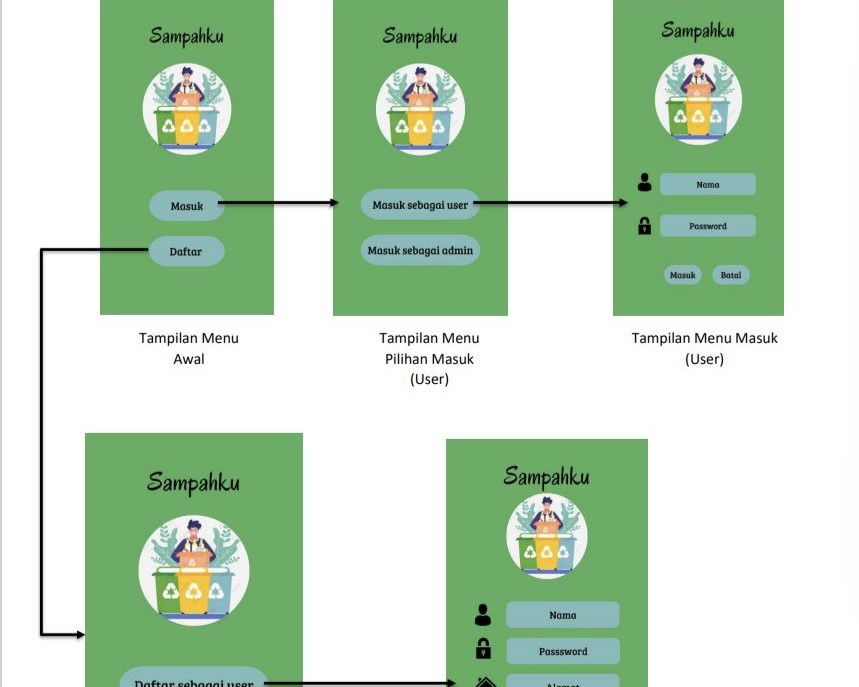 Sampahku
Masuk
Daftar
Tampilan Menu
Awal
Sampahku
Masuk sebagai user
Masuk sebagai admin
Tampilan Menu
Pilihan Masuk
(User)
Sampahku
Nama
Password
Masuk
Batal
Tampilan Menu Masuk
(User)
Sampahku
Daftar sebagai user
Sampahku
Nama
Passsword
Alamat